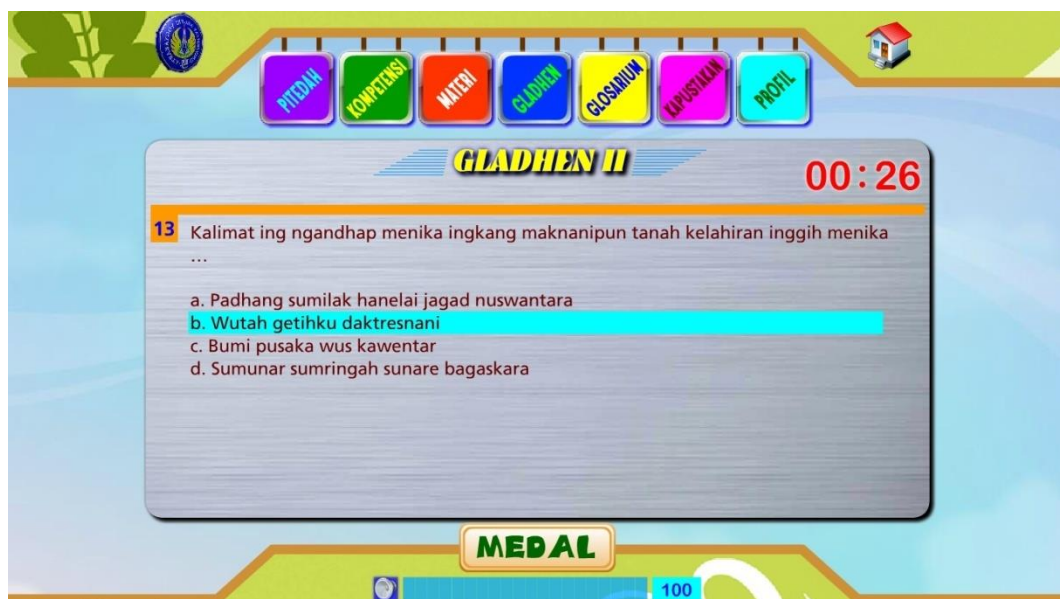 PITEDAH
KOMPETENSI
MATERI
GLADHEN
GLOSARIUM
KAPUSTAKAN
PROFIL
GLADHEN II
00:26
13 Kalimat ing ngandhap menika ingkang maknanipun tanah kelahiran inggih menika
...
a. Padhang sumilak hanelai jagad nuswantara
b. Wutah getihku daktresnani
c. Bumi pusaka wus kawentar
d. Sumunar sumringah sunare bagaskara
MEDAL
100